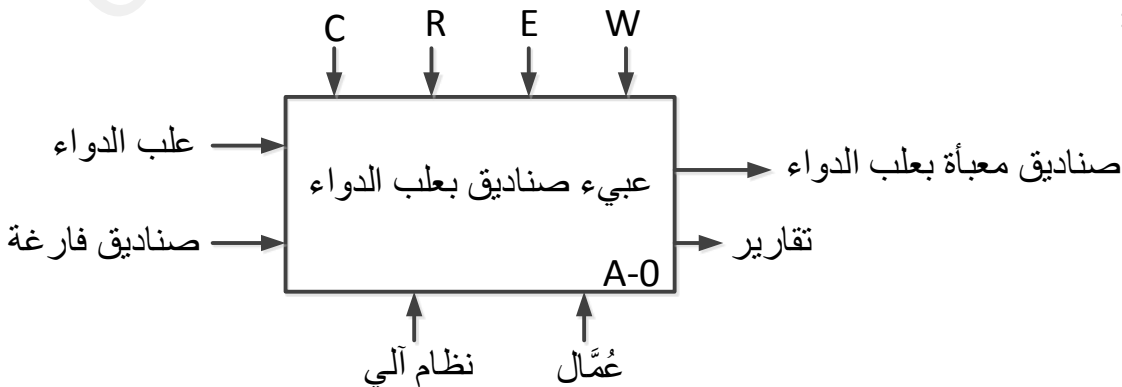 C R E W
علب الدواء
عبيء صناديق بعلب الدواء
صناديق معبأة بعلب الدواء
صناديق فارغة
تقارير
A-0
نظام آلي
عُمَّال